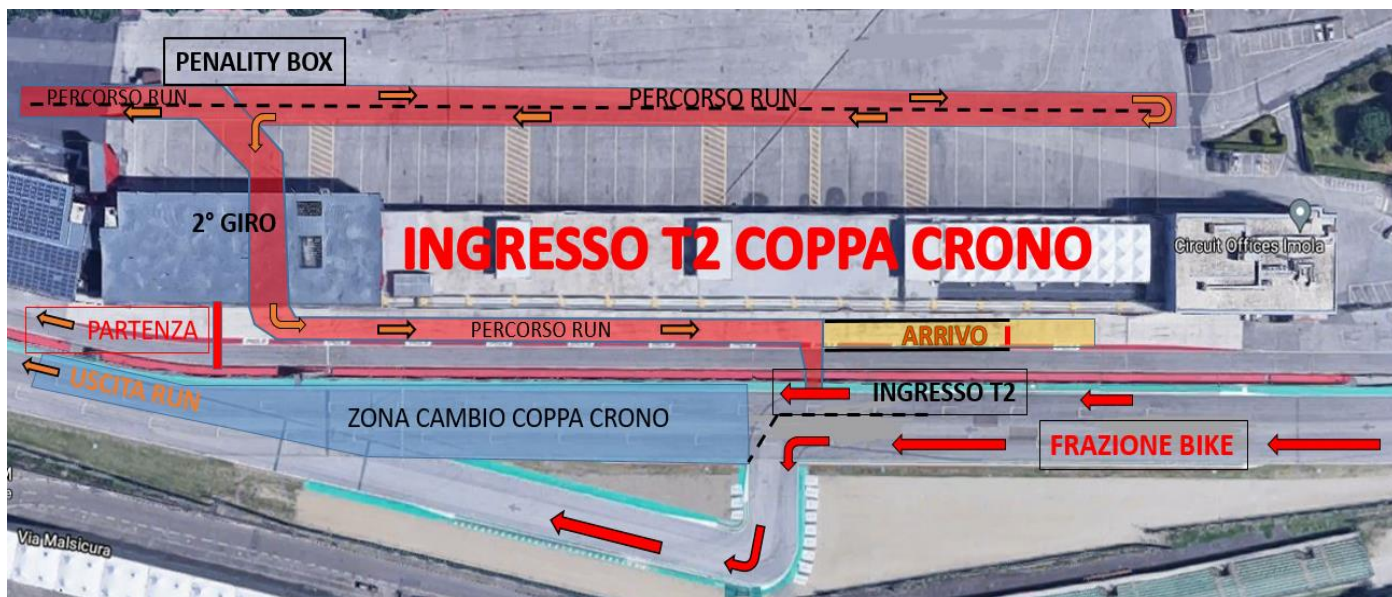 PENALITY BOX
PERCORSO RUN
PERCORSO RUN
2° GIRO
INGRESSO T2 COPPA CRONO
Circuit Offices Imola
PARTENZA
PERCORSO RUN
ARRIVO
USCITA RUN
ZONA CAMBIO COPPA CRONO
INGRESSO T2
FRAZIONE BIKE
Via Malsicura